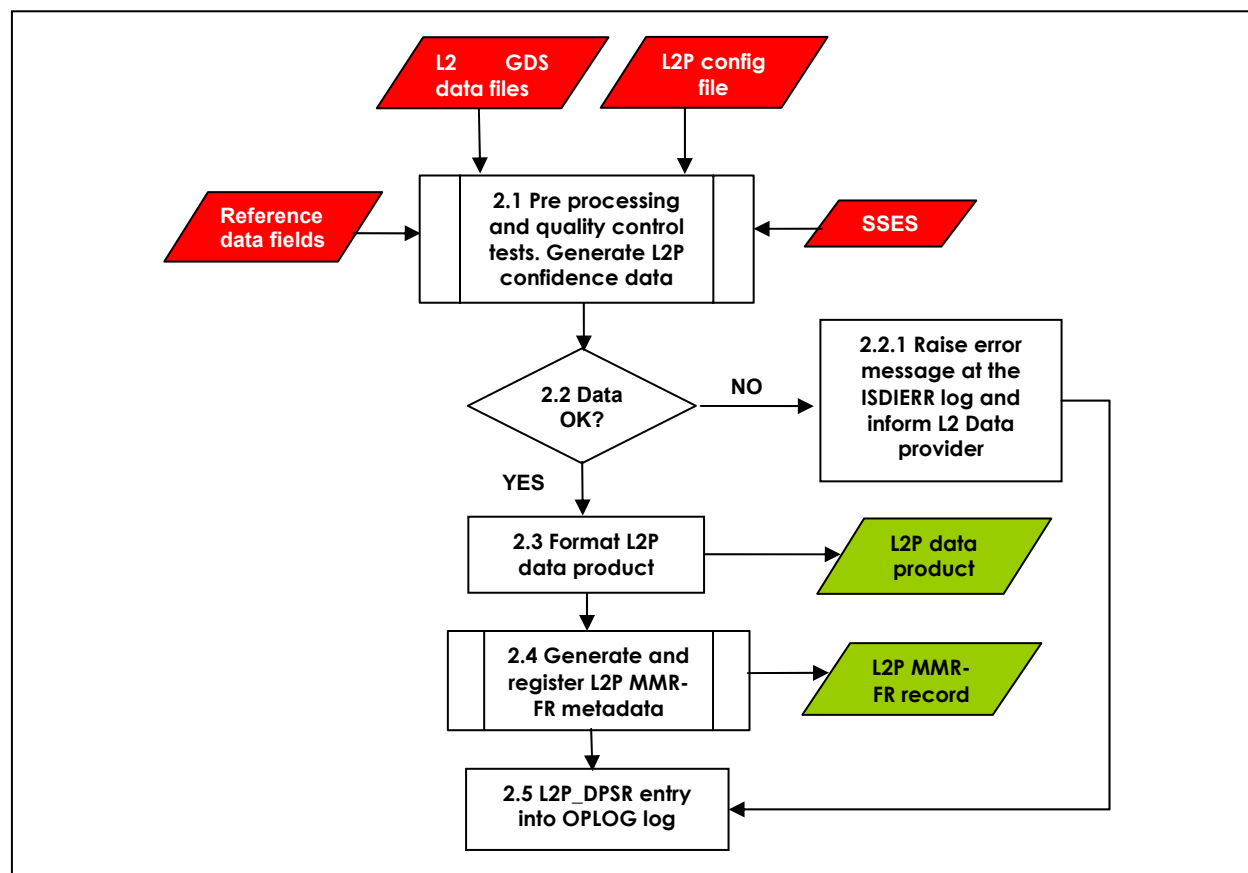 L2 GDS
data files
L2P config
file
Reference
data fields
2.1 Pre processing
and quality control
tests. Generate L2P
confidence data
SSES
2.2 Data
OK?
NO
2.2.1 Raise error
message at the
ISDIERR log and
inform L2 Data
provider
YES
2.3 Format L2P
data product
L2P data
product
2.4 Generate and
register L2P MMR-
FR metadata
L2P MMR-
FR record
2.5 L2P_DPSR entry
into OPLOG log